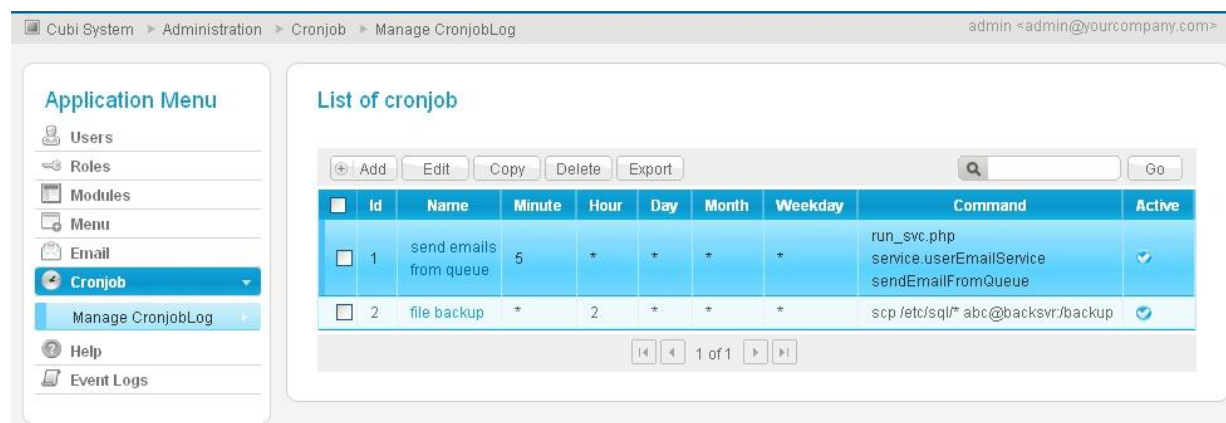 Cubi System ► Administration ► Cronjob ► Manage CronjobLog
admin <admin@yourcompany.com>
Application Menu
Users
Roles
Modules
Menu
Email
Cronjob
Manage CronjobLog
Help
Event Logs
List of cronjob
Add Edit Copy Delete Export Go
Id Name Minute Hour Day Month Weekday Command Active
1 send emails from queue 5 * * * * run_svc.php service.userEmailService sendEmailFromQueue
2 file backup * 2 * * * scp /etc/sql/* abc@backsvr:/backup
1 of 1